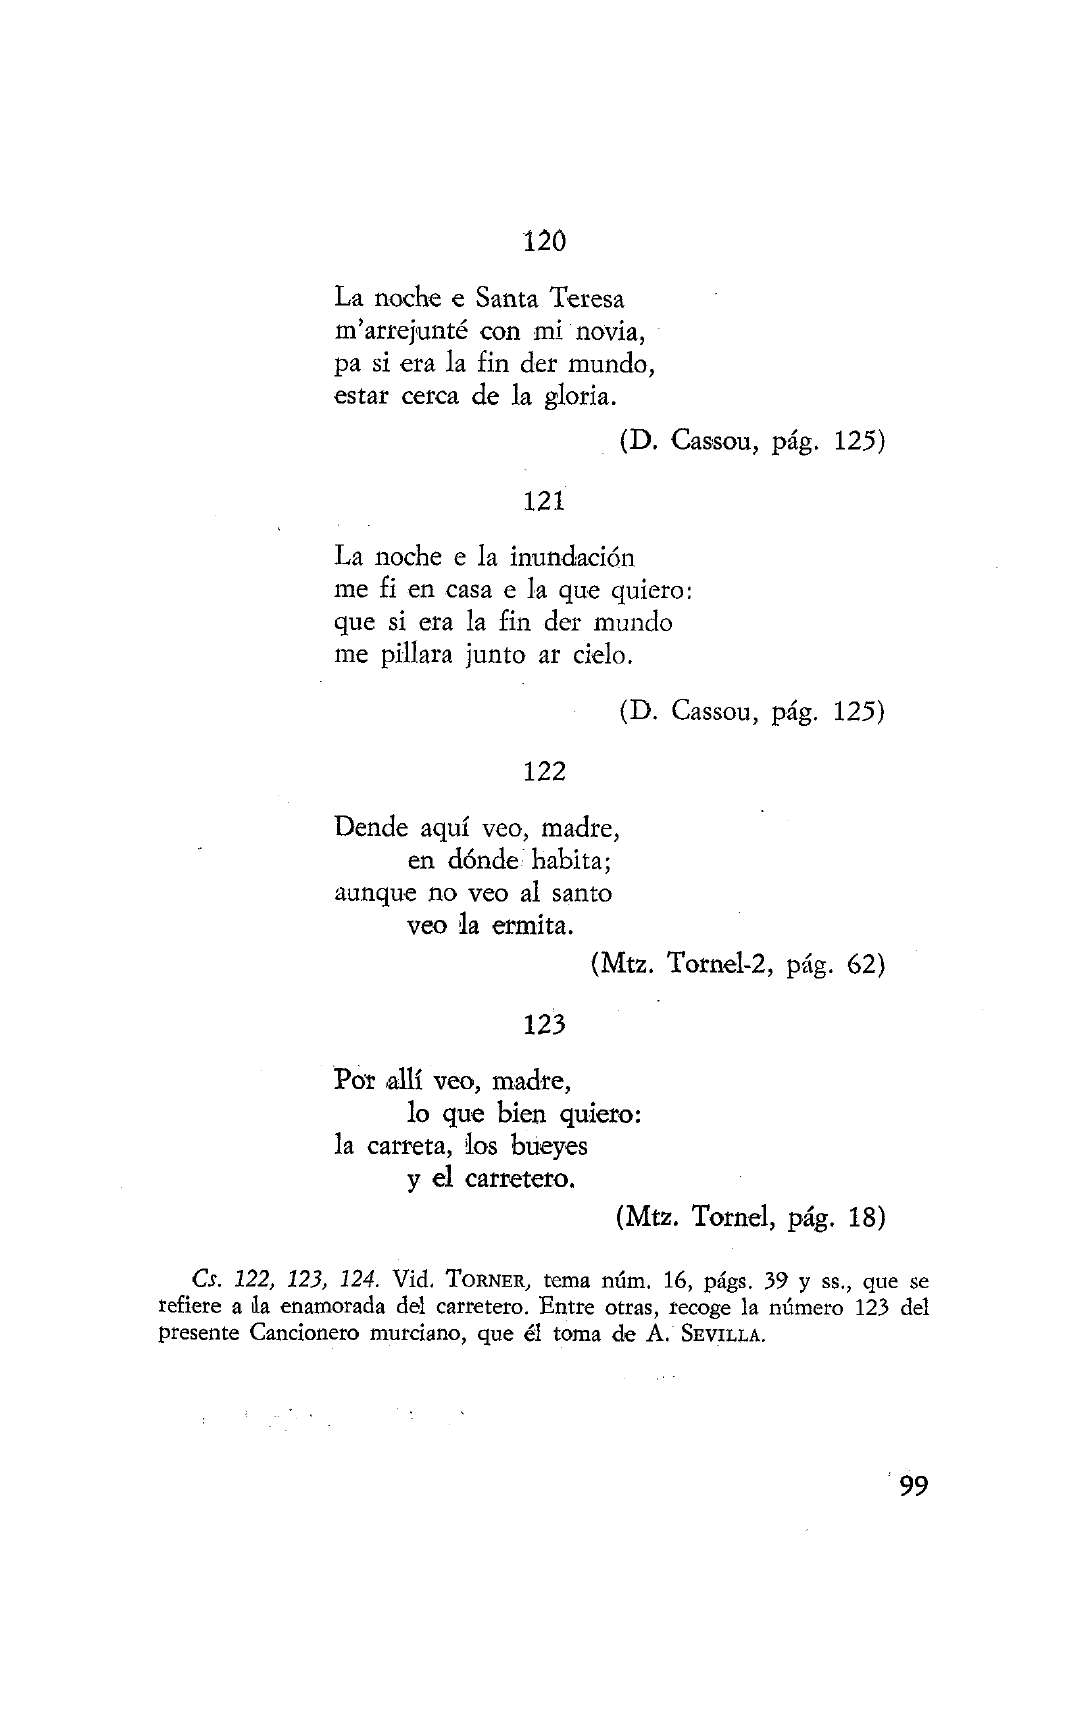 120
La noche e Santa Teresa
m'arrejunté con mi novia,
pa si era la fin der mundo,
estar cerca de la gloria.
(D. Cassou, pág. 125)
121
La noche e la inundación
me fi en casa e la que quiero:
que si era la fin der mundo
me pillara junto ar cielo.
(D. Cassou, pág. 125)
122
Dende aquí veo, madre,
en dónde habita;
aunque no veo al santo
veo la ermita.
(Mtz. Tornel-2, pág. 62)
123
Por allí veo, madre,
lo que bien quiero:
la carreta, los bueyes
y el carretero.
(Mtz. Tornel, pág. 18)
Cs. 122, 123, 124. Vid. TORNER, tema núm. 16, págs. 39 y ss., que se
refiere a la enamorada del carretero. Entre otras, recoge la número 123 del
presente Cancionero murciano, que él toma de A. SEVILLA.
99